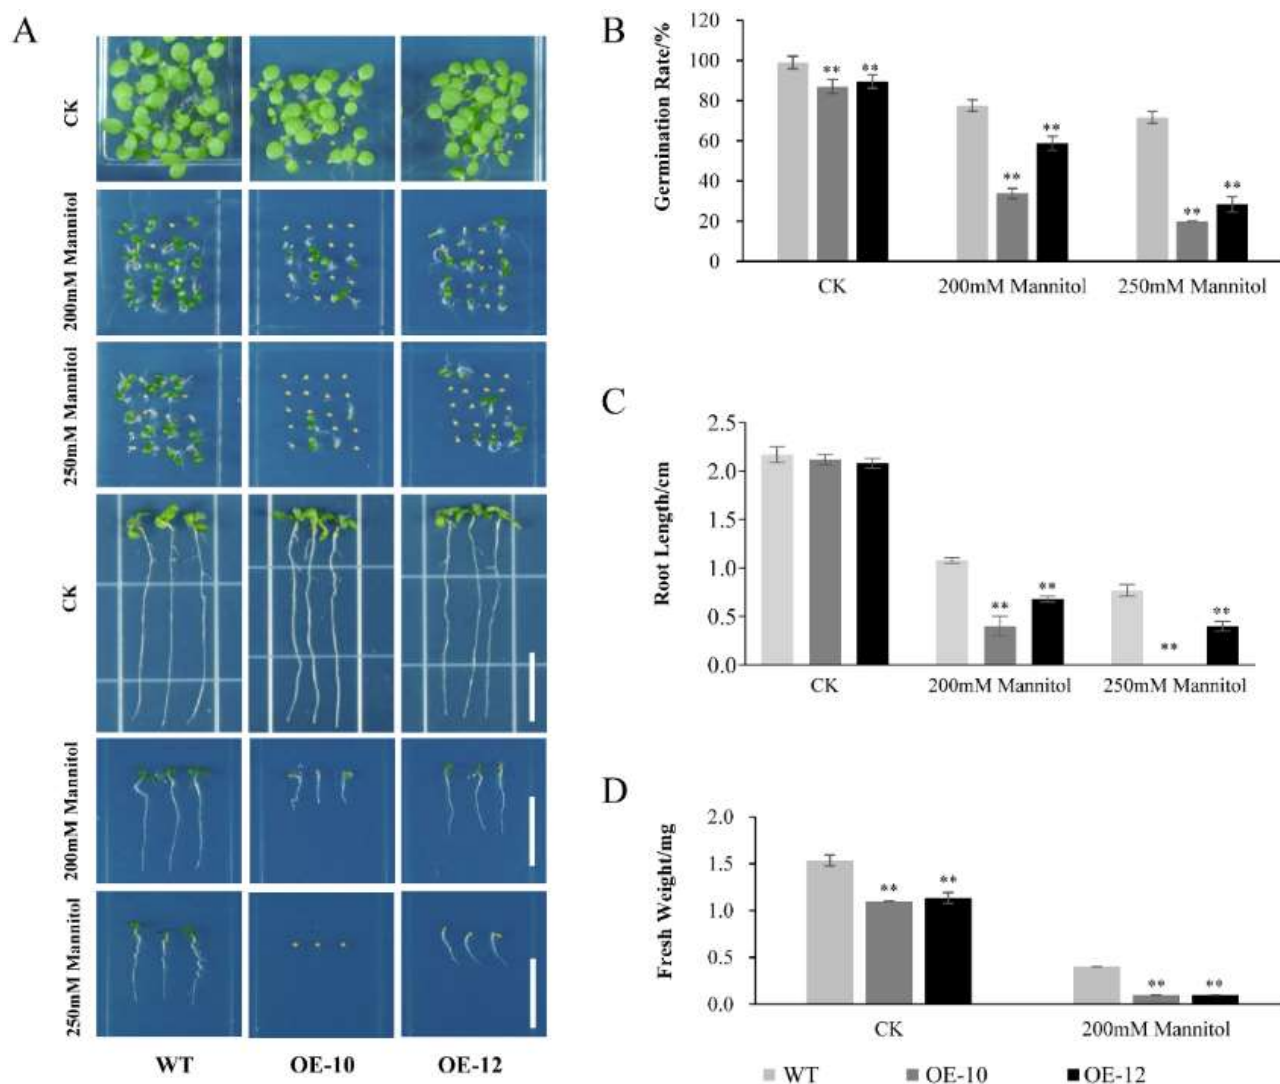 A
CK
200mM Mannitol
250mM Mannitol
CK
200mM Mannitol
250mM Mannitol
WT OE-10 OE-12
B
Germination Rate/%
120
100
80
60
40
20
0
** **
** **
** **
CK 200mM Mannitol 250mM Mannitol
C
Root Length/cm
2.5
2.0
1.5
1.0
0.5
0.0
** **
** **
CK 200mM Mannitol 250mM Mannitol
D
Fresh Weight/mg
2.0
1.5
1.0
0.5
0.0
** **
** **
CK 200mM Mannitol
WT OE-10 OE-12